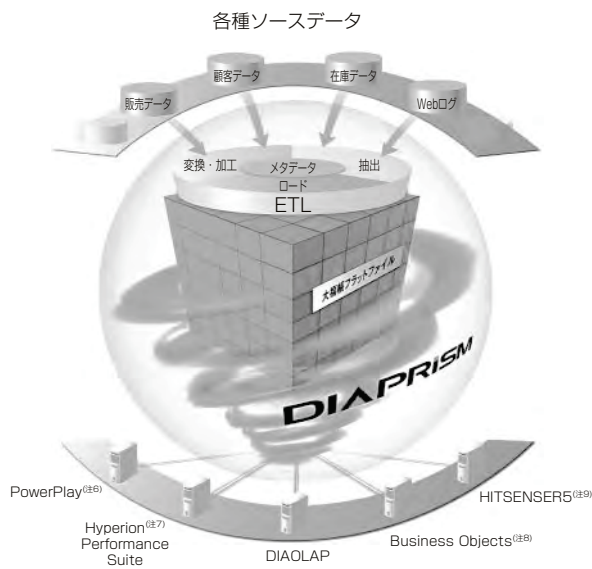 各種ソースデータ
顧客データ
在庫データ
販売データ
Webログ
変換・加工
メタデータ
抽出
ロード
ETL
大福帳フラットファイル
DIAPRISM
PowerPlay(注6)
HITSENSER5(注9)
Hyperion(注7)
Performance
Suite
Business Objects(注8)
DIAOLAP